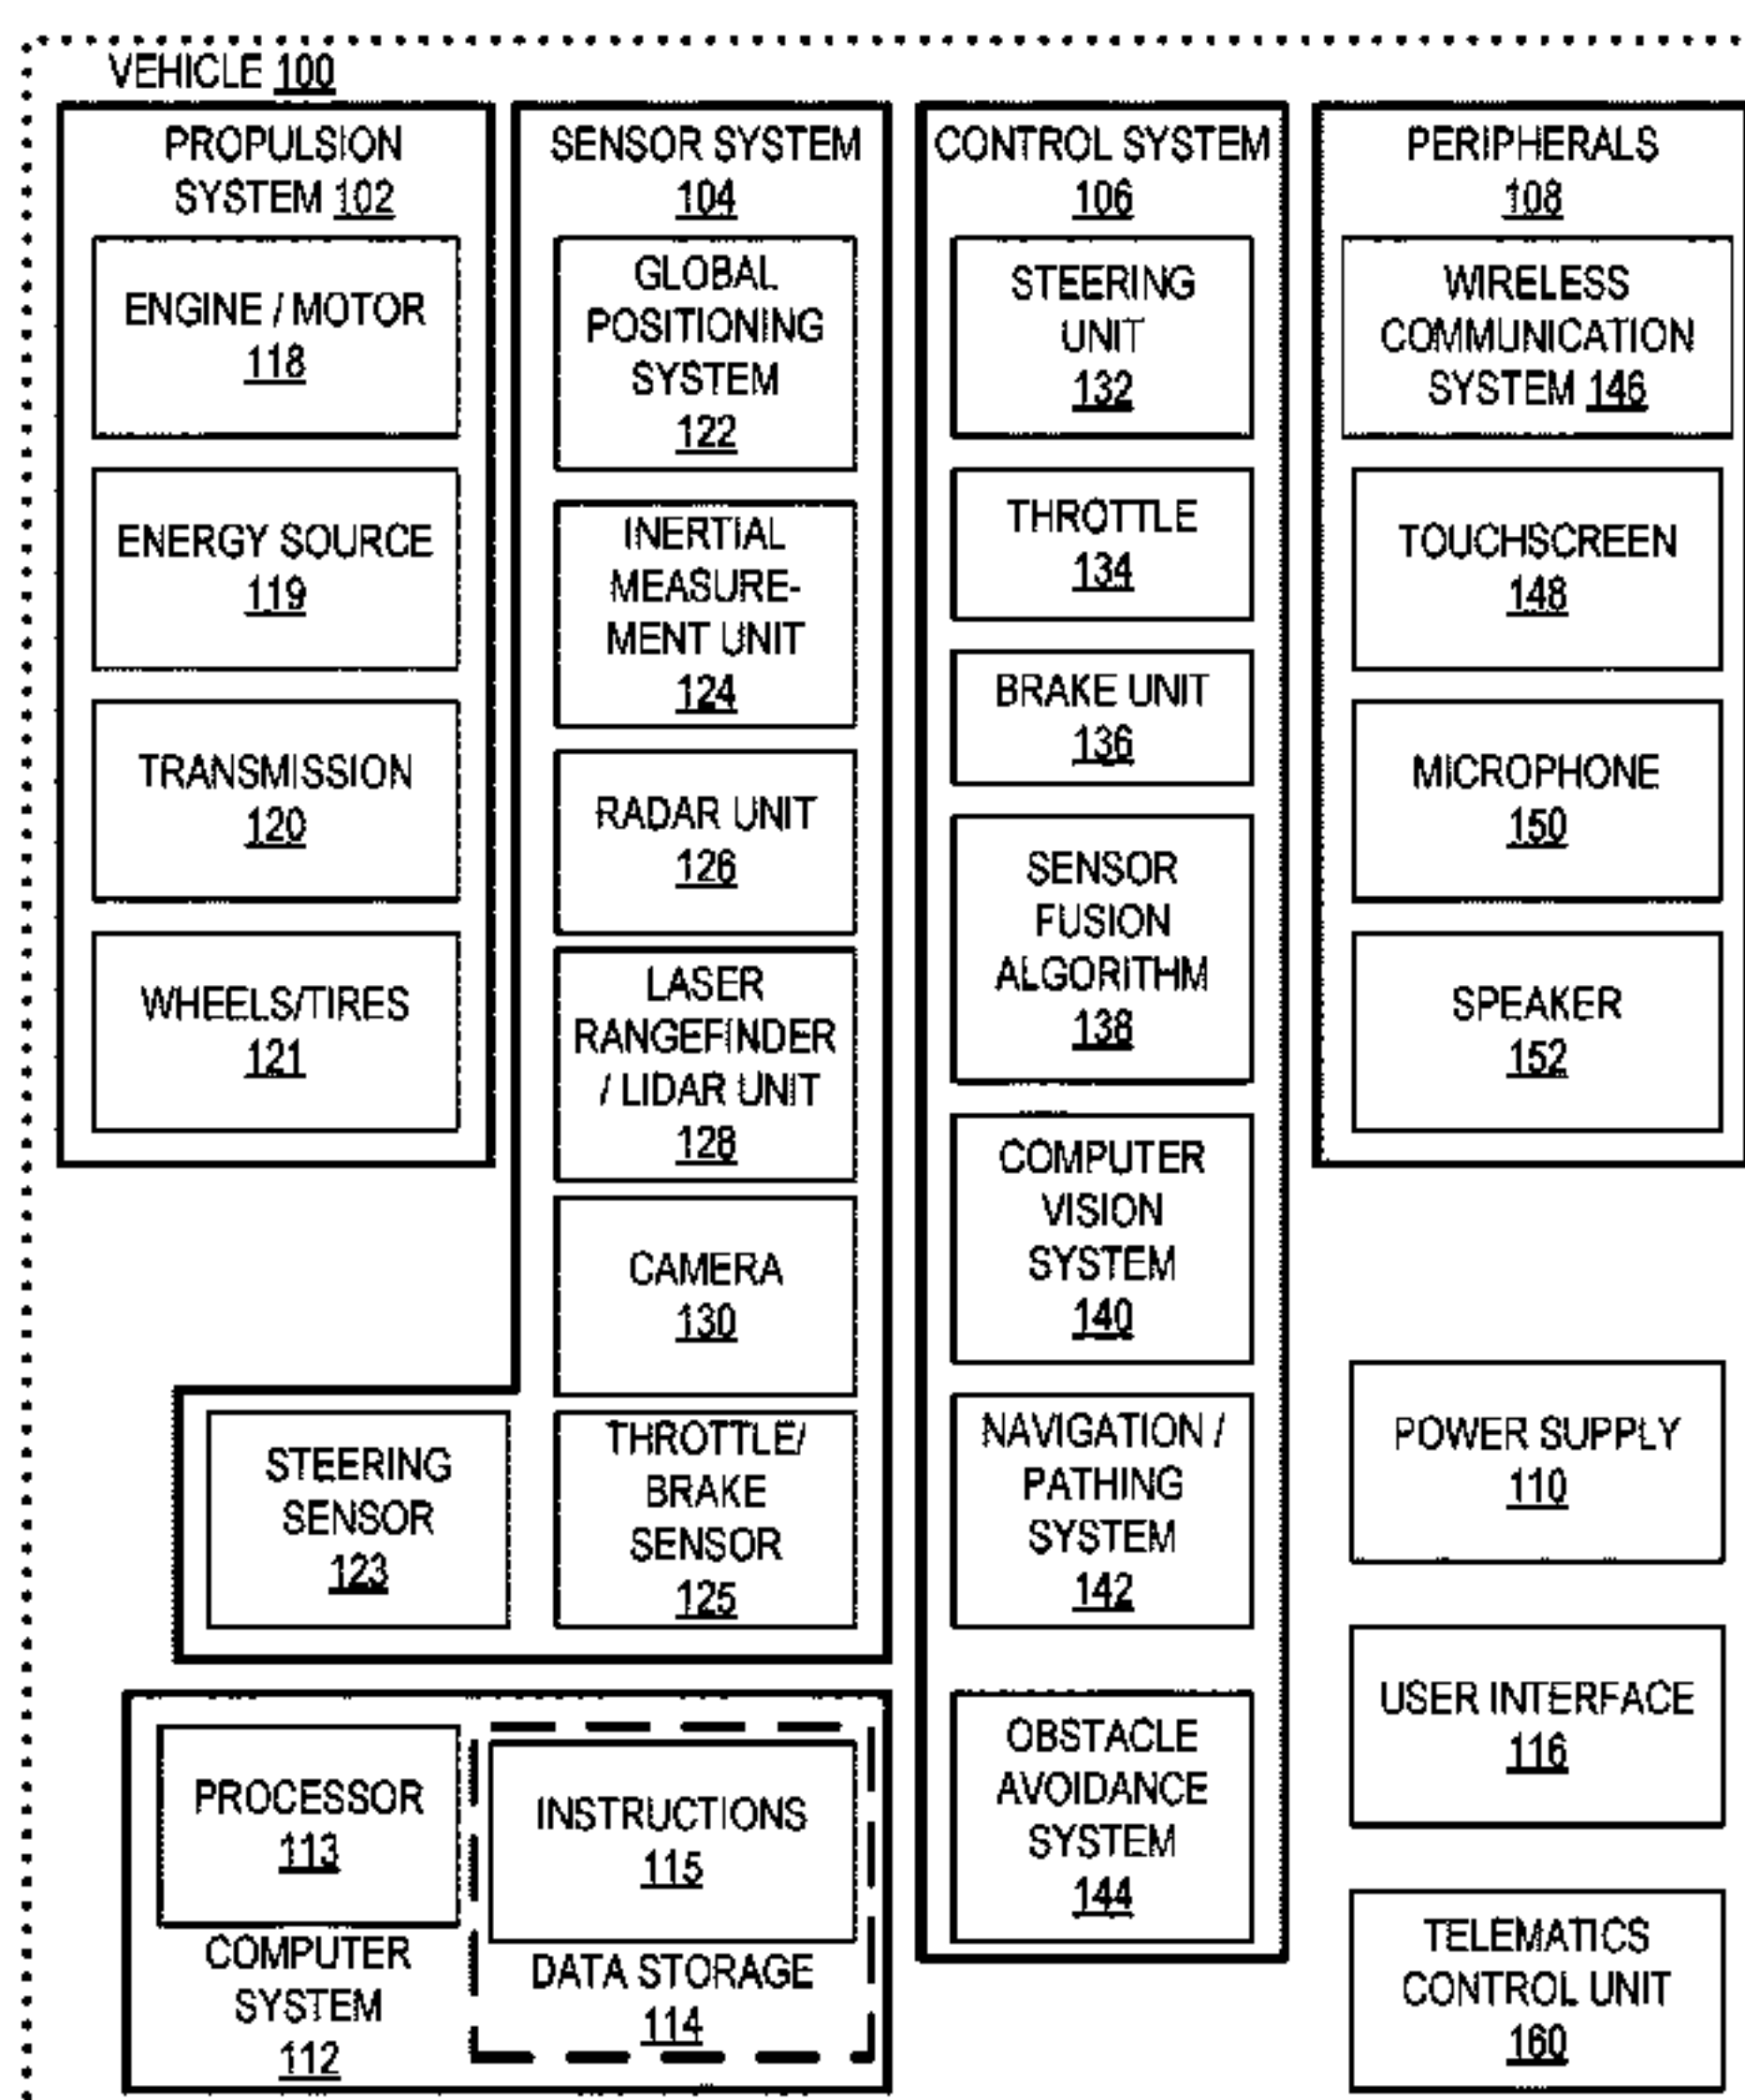 VEHICLE 100
PROPULSION
SYSTEM 102
ENGINE / MOTOR
118
ENERGY SOURCE
119
TRANSMISSION
120
WHEELS/TIRES
121
SENSOR SYSTEM
104
GLOBAL
POSITIONING
SYSTEM
122
INERTIAL
MEASURE-
MENT UNIT
124
RADAR UNIT
126
LASER
RANGEFINDER
/ LIDAR UNIT
128
CAMERA
130
STEERING
SENSOR
123
THROTTLE/
BRAKE
SENSOR
125
CONTROL SYSTEM
106
STEERING
UNIT
132
THROTTLE
134
BRAKE UNIT
136
SENSOR
FUSION
ALGORITHM
138
COMPUTER
VISION
SYSTEM
140
NAVIGATION /
PATHING
SYSTEM
142
OBSTACLE
AVOIDANCE
SYSTEM
144
PERIPHERALS
108
WIRELESS
COMMUNICATION
SYSTEM 146
TOUCHSCREEN
148
MICROPHONE
150
SPEAKER
152
PROCESSOR
113
COMPUTER
SYSTEM
112
INSTRUCTIONS
115
DATA STORAGE
114
POWER SUPPLY
110
USER INTERFACE
116
TELEMATICS
CONTROL UNIT
160